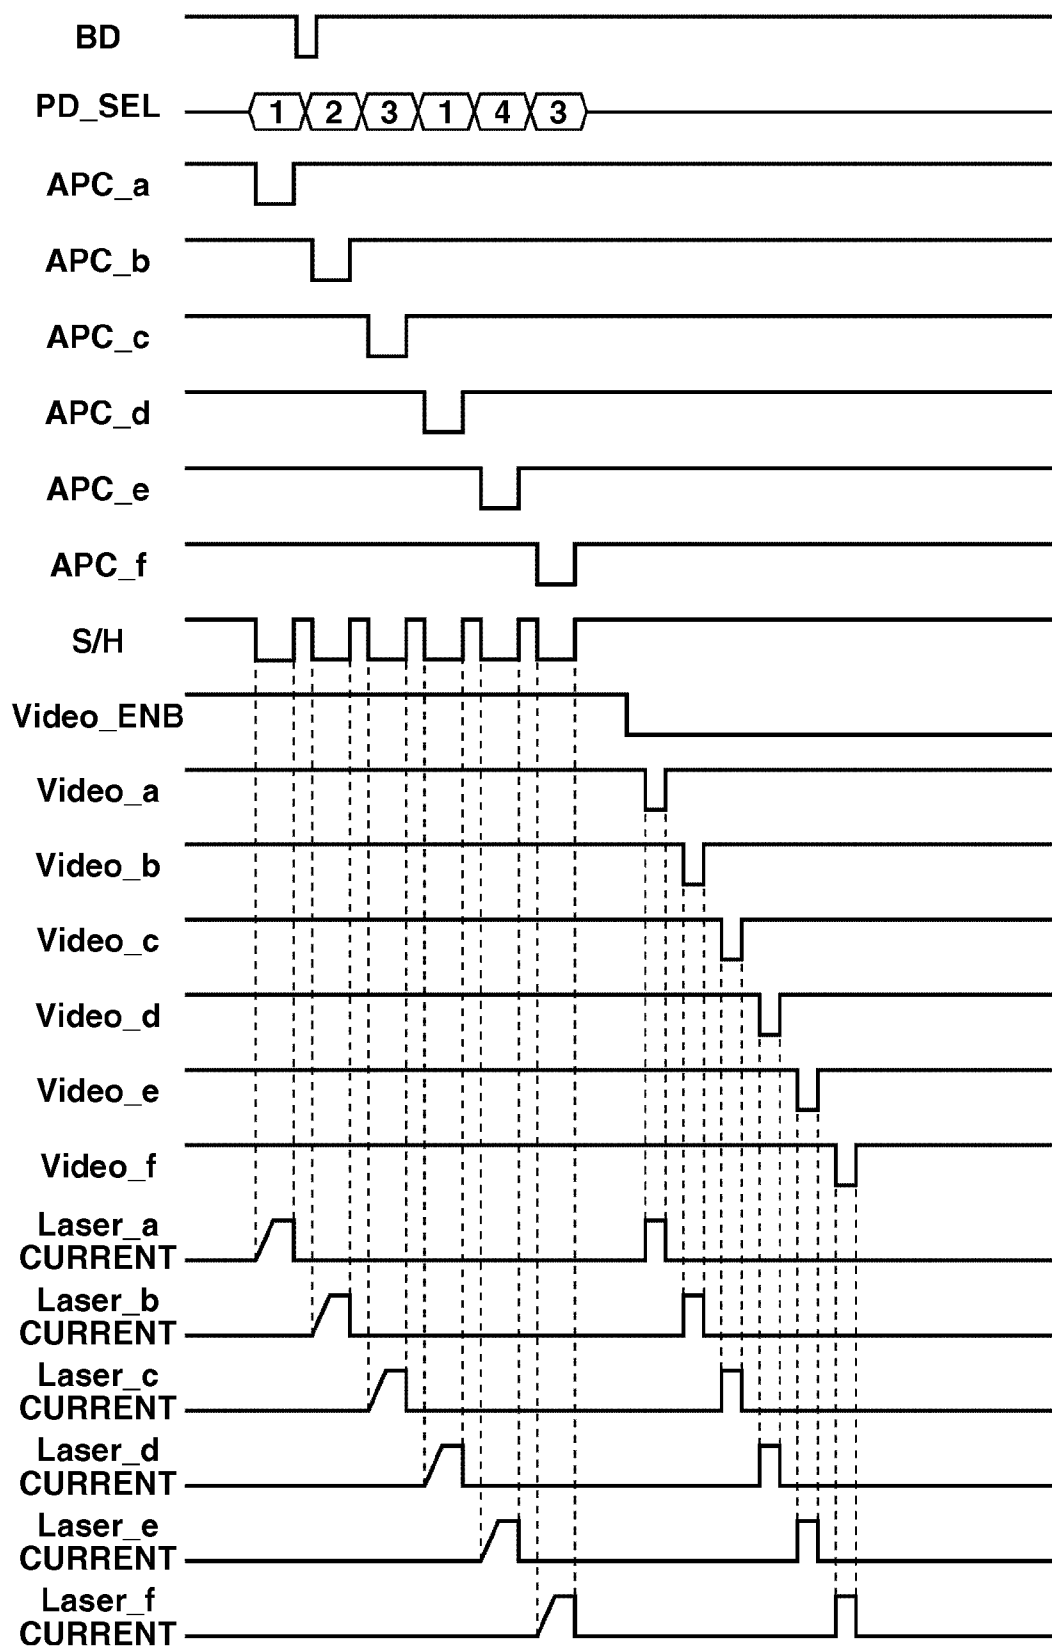 BD
PD_SEL
1 2 3 1 4 3
APC_a
APC_b
APC_c
APC_d
APC_e
APC_f
S/H
Video_ENB
Video_a
Video_b
Video_c
Video_d
Video_e
Video_f
Laser_a
CURRENT
Laser_b
CURRENT
Laser_c
CURRENT
Laser_d
CURRENT
Laser_e
CURRENT
Laser_f
CURRENT